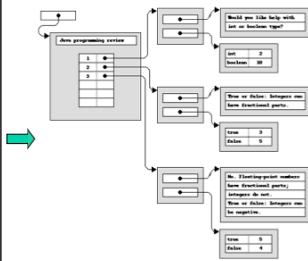 Java programming review
1
2
3
Would you like help with
int or boolean type?
int 2
boolean 10
True or false: Integers can
have fractional parts.
true 3
false 5
No. Floating-point numbers
have fractional parts;
integers do not.
True or false: Integers can
be negative.
true 5
false 4